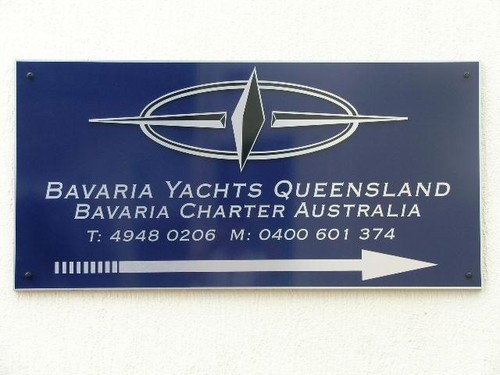 BAVARIA YACHTS QUEENSLAND
BAVARIA CHARTER AUSTRALIA
T: 4948 0206 M: 0400 601 374